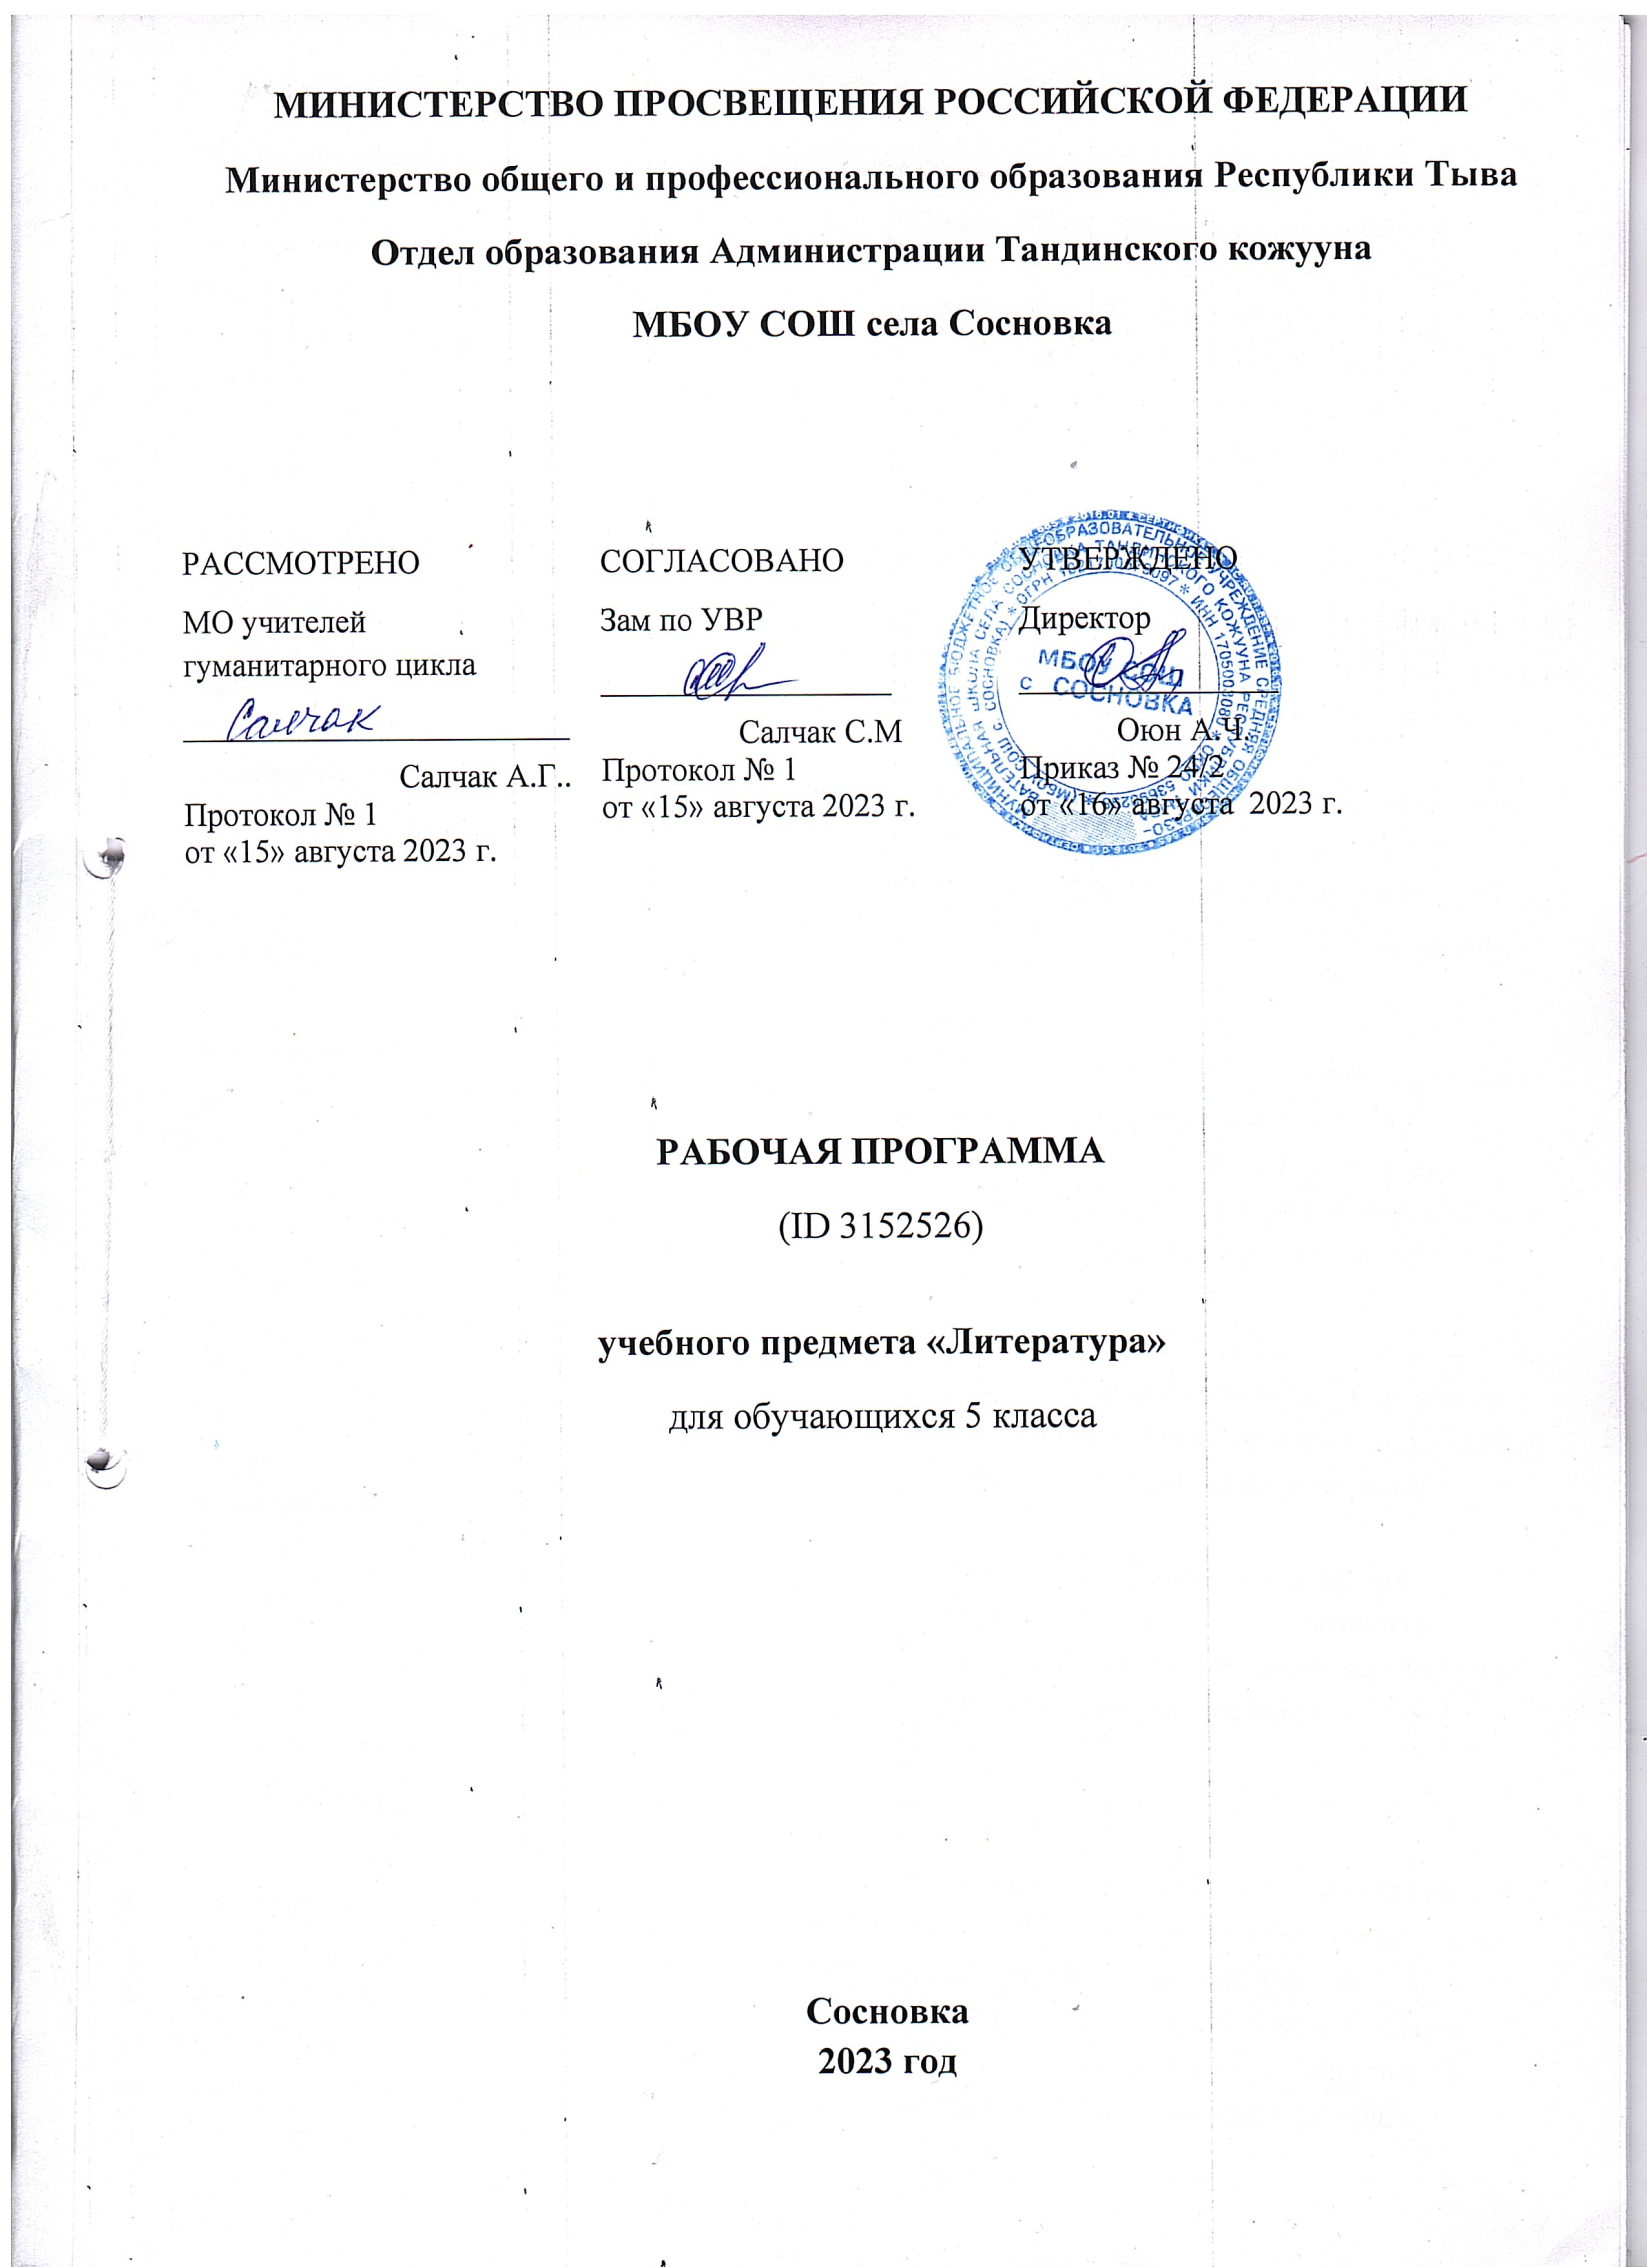 МИНИСТЕРСТВО ПРОСВЕЩЕНИЯ РОССИЙСКОЙ ФЕДЕРАЦИИ
Министерство общего и профессионального образования Республики Тыва
Отдел образования Администрации Тандинского кожууна
МБОУ СОШ села Сосновка
РАССМОТРЕНО
МО учителей
гуманитарного цикла
Салчак
Салчак А.Г..
Протокол № 1
от «15» августа 2023 г.
СОГЛАСОВАНО
Зам по УВР
Салчак С.М
Протокол № 1
от «15» августа 2023 г.
УТВЕРЖДЕНО
Директор
МБОУ СОШ
с СОСНОВКА
Оюн А.Ч.
Приказ № 24/2
от «16» августа 2023 г.
РАБОЧАЯ ПРОГРАММА
(ID 3152526)
учебного предмета «Литература»
для обучающихся 5 класса
Сосновка
2023 год